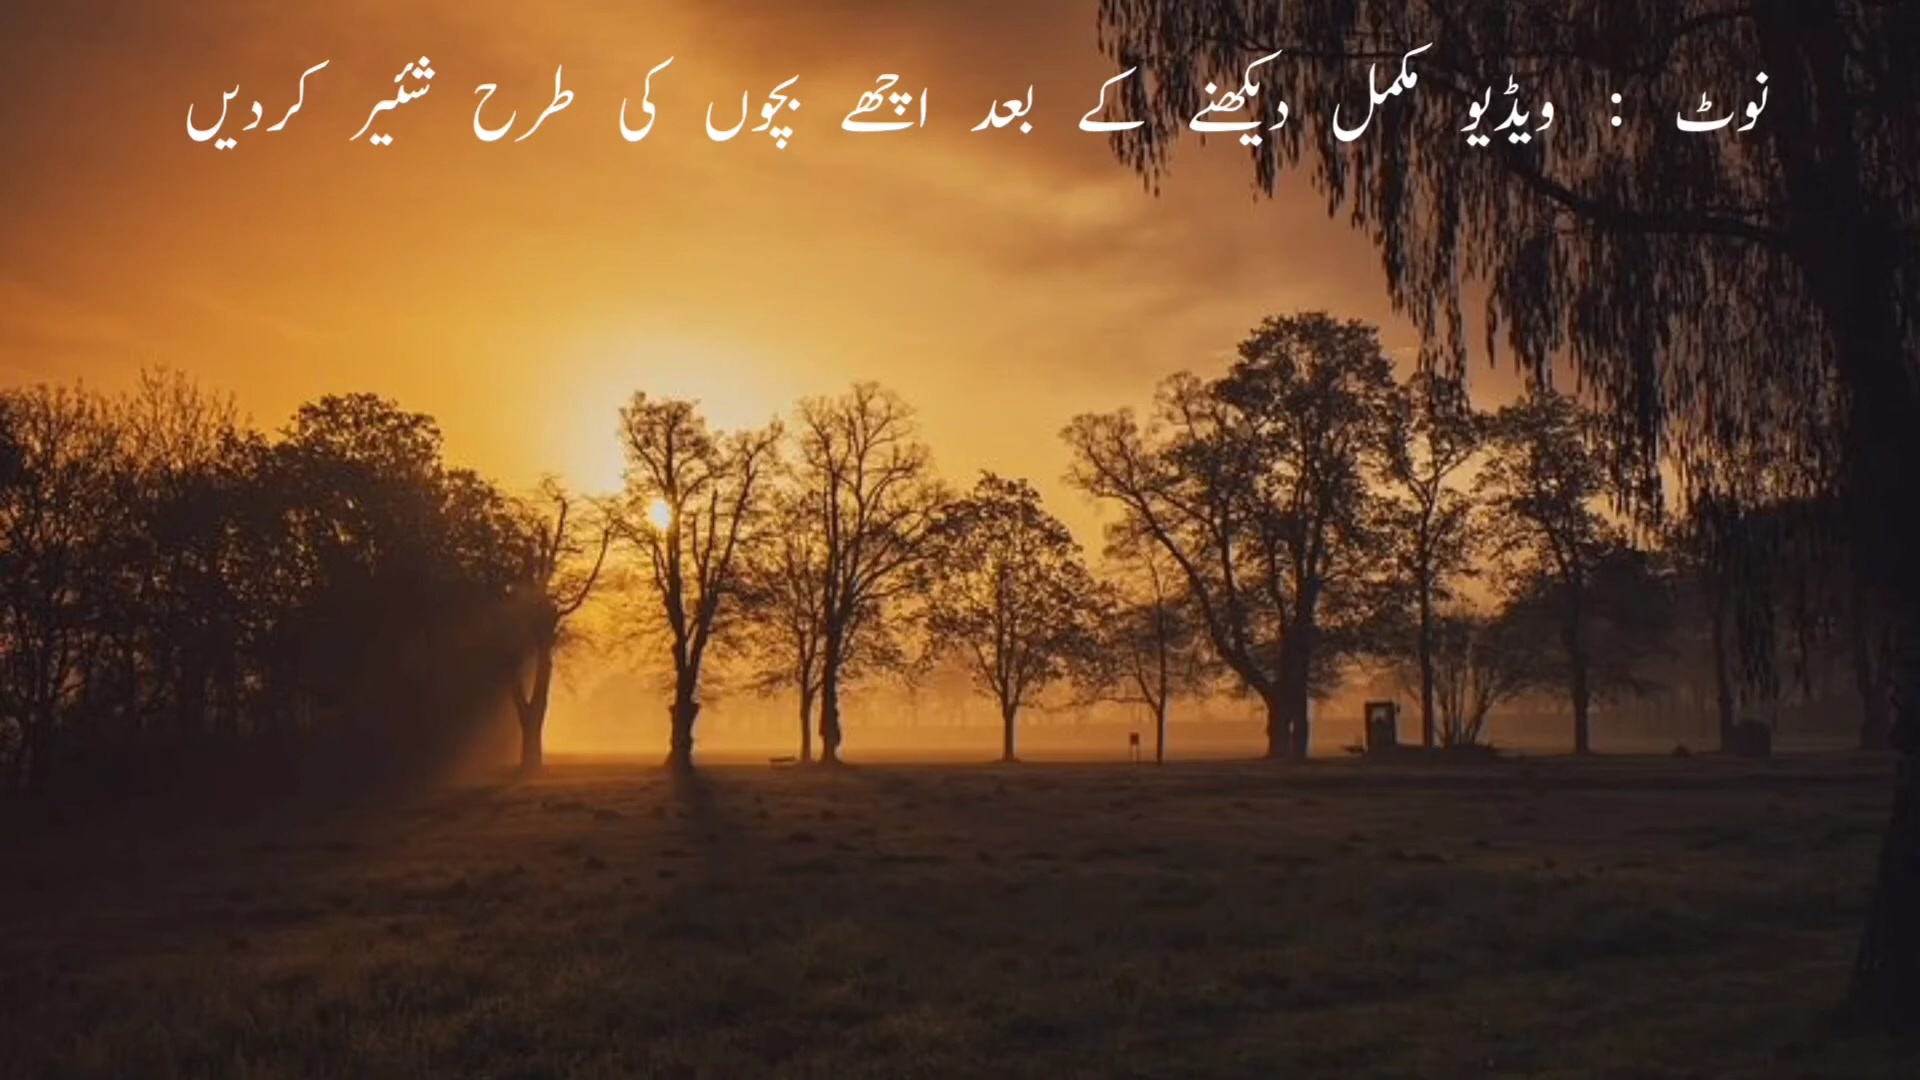 نوٹ : ویڈیو مکمل دیکھنے کے بعد اچھے بچوں کی طرح شئیر کردیں